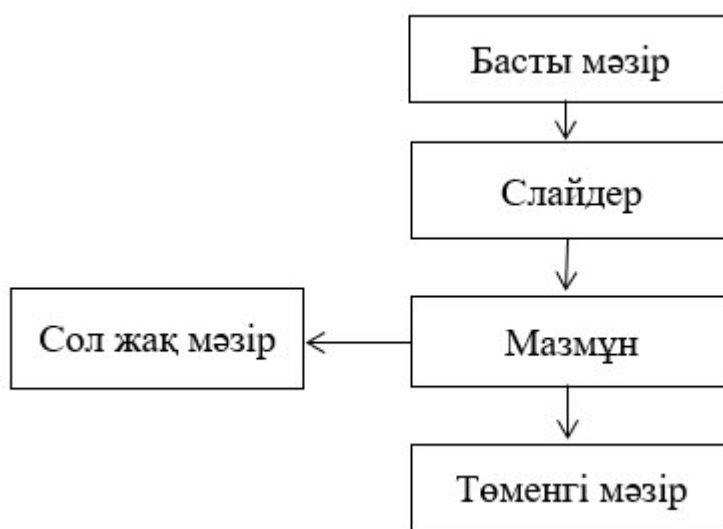 Басты мәзір
Слайдер
Сол жақ мәзір
Мазмұн
Төменгі мәзір